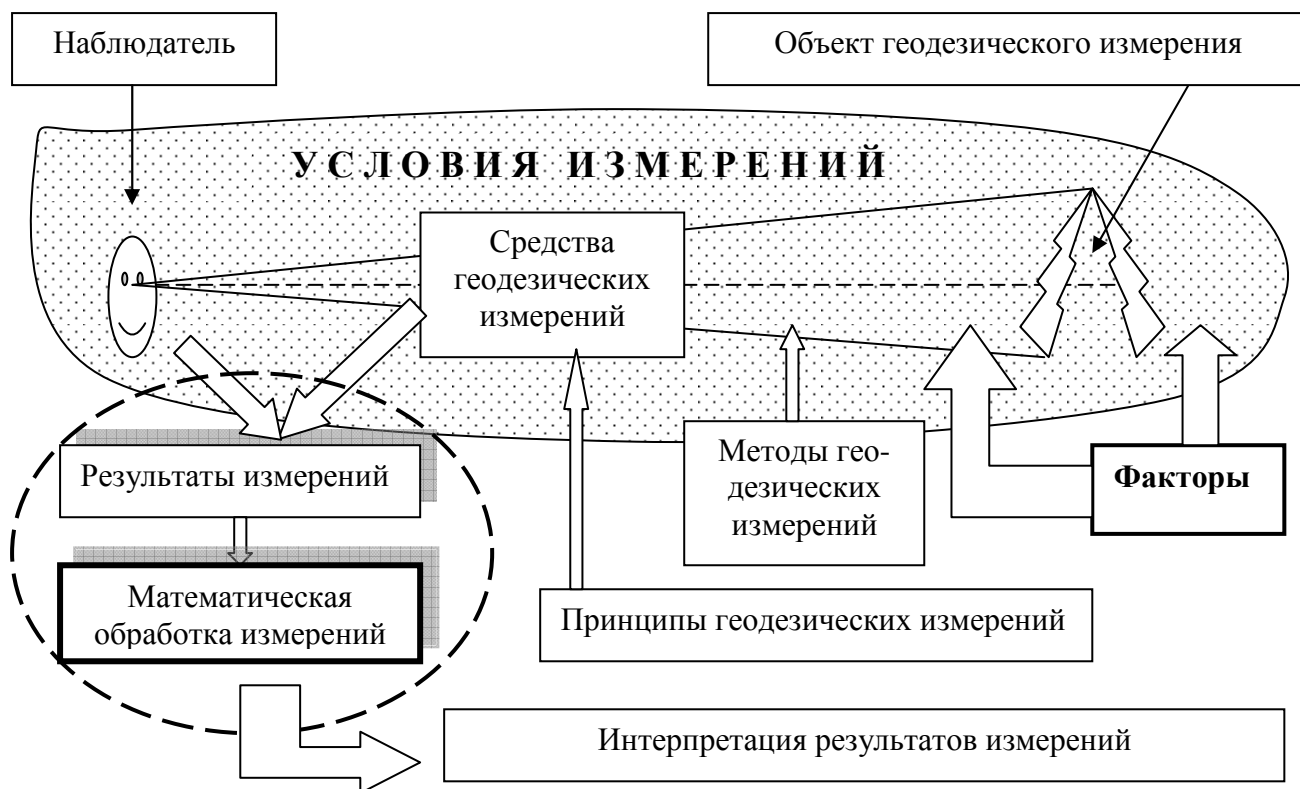 Наблюдатель
Объект геодезического измерения
УСЛОВИЯ ИЗМЕРЕНИЙ
Средства
геодезических
измерений
Результаты измерений
Методы гео-
дезических
измерений
Факторы
Математическая
обработка измерений
Принципы геодезических измерений
Интерпретация результатов измерений